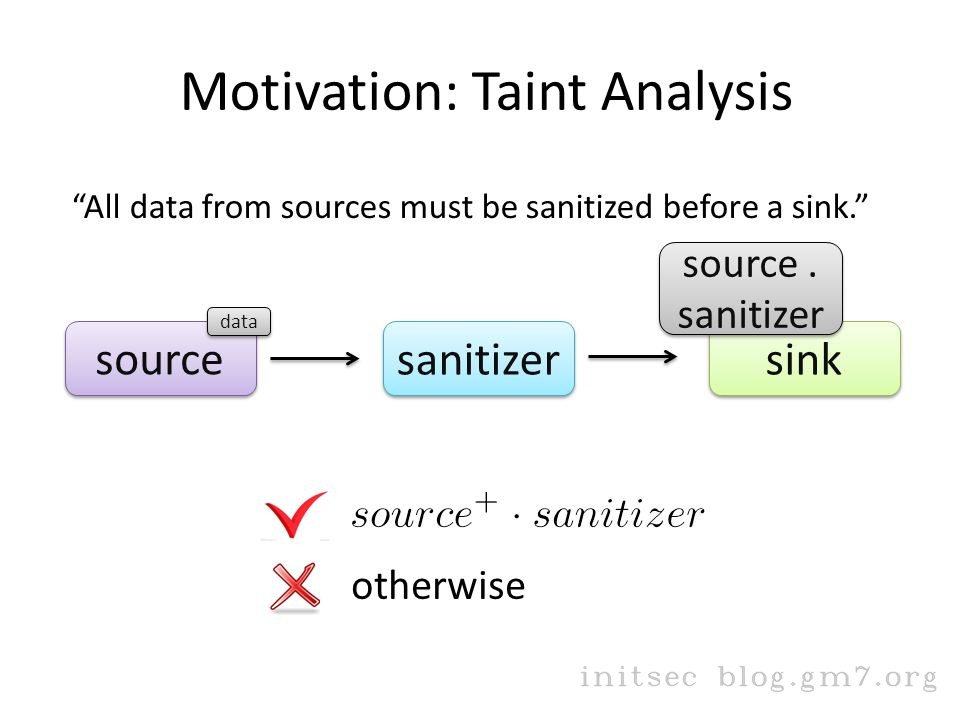 Motivation: Taint Analysis
“All data from sources must be sanitized before a sink.”
source .
sanitizer
data
source
sanitizer
sink
source⁺ · sanitizer
otherwise
initsec blog.gm7.org